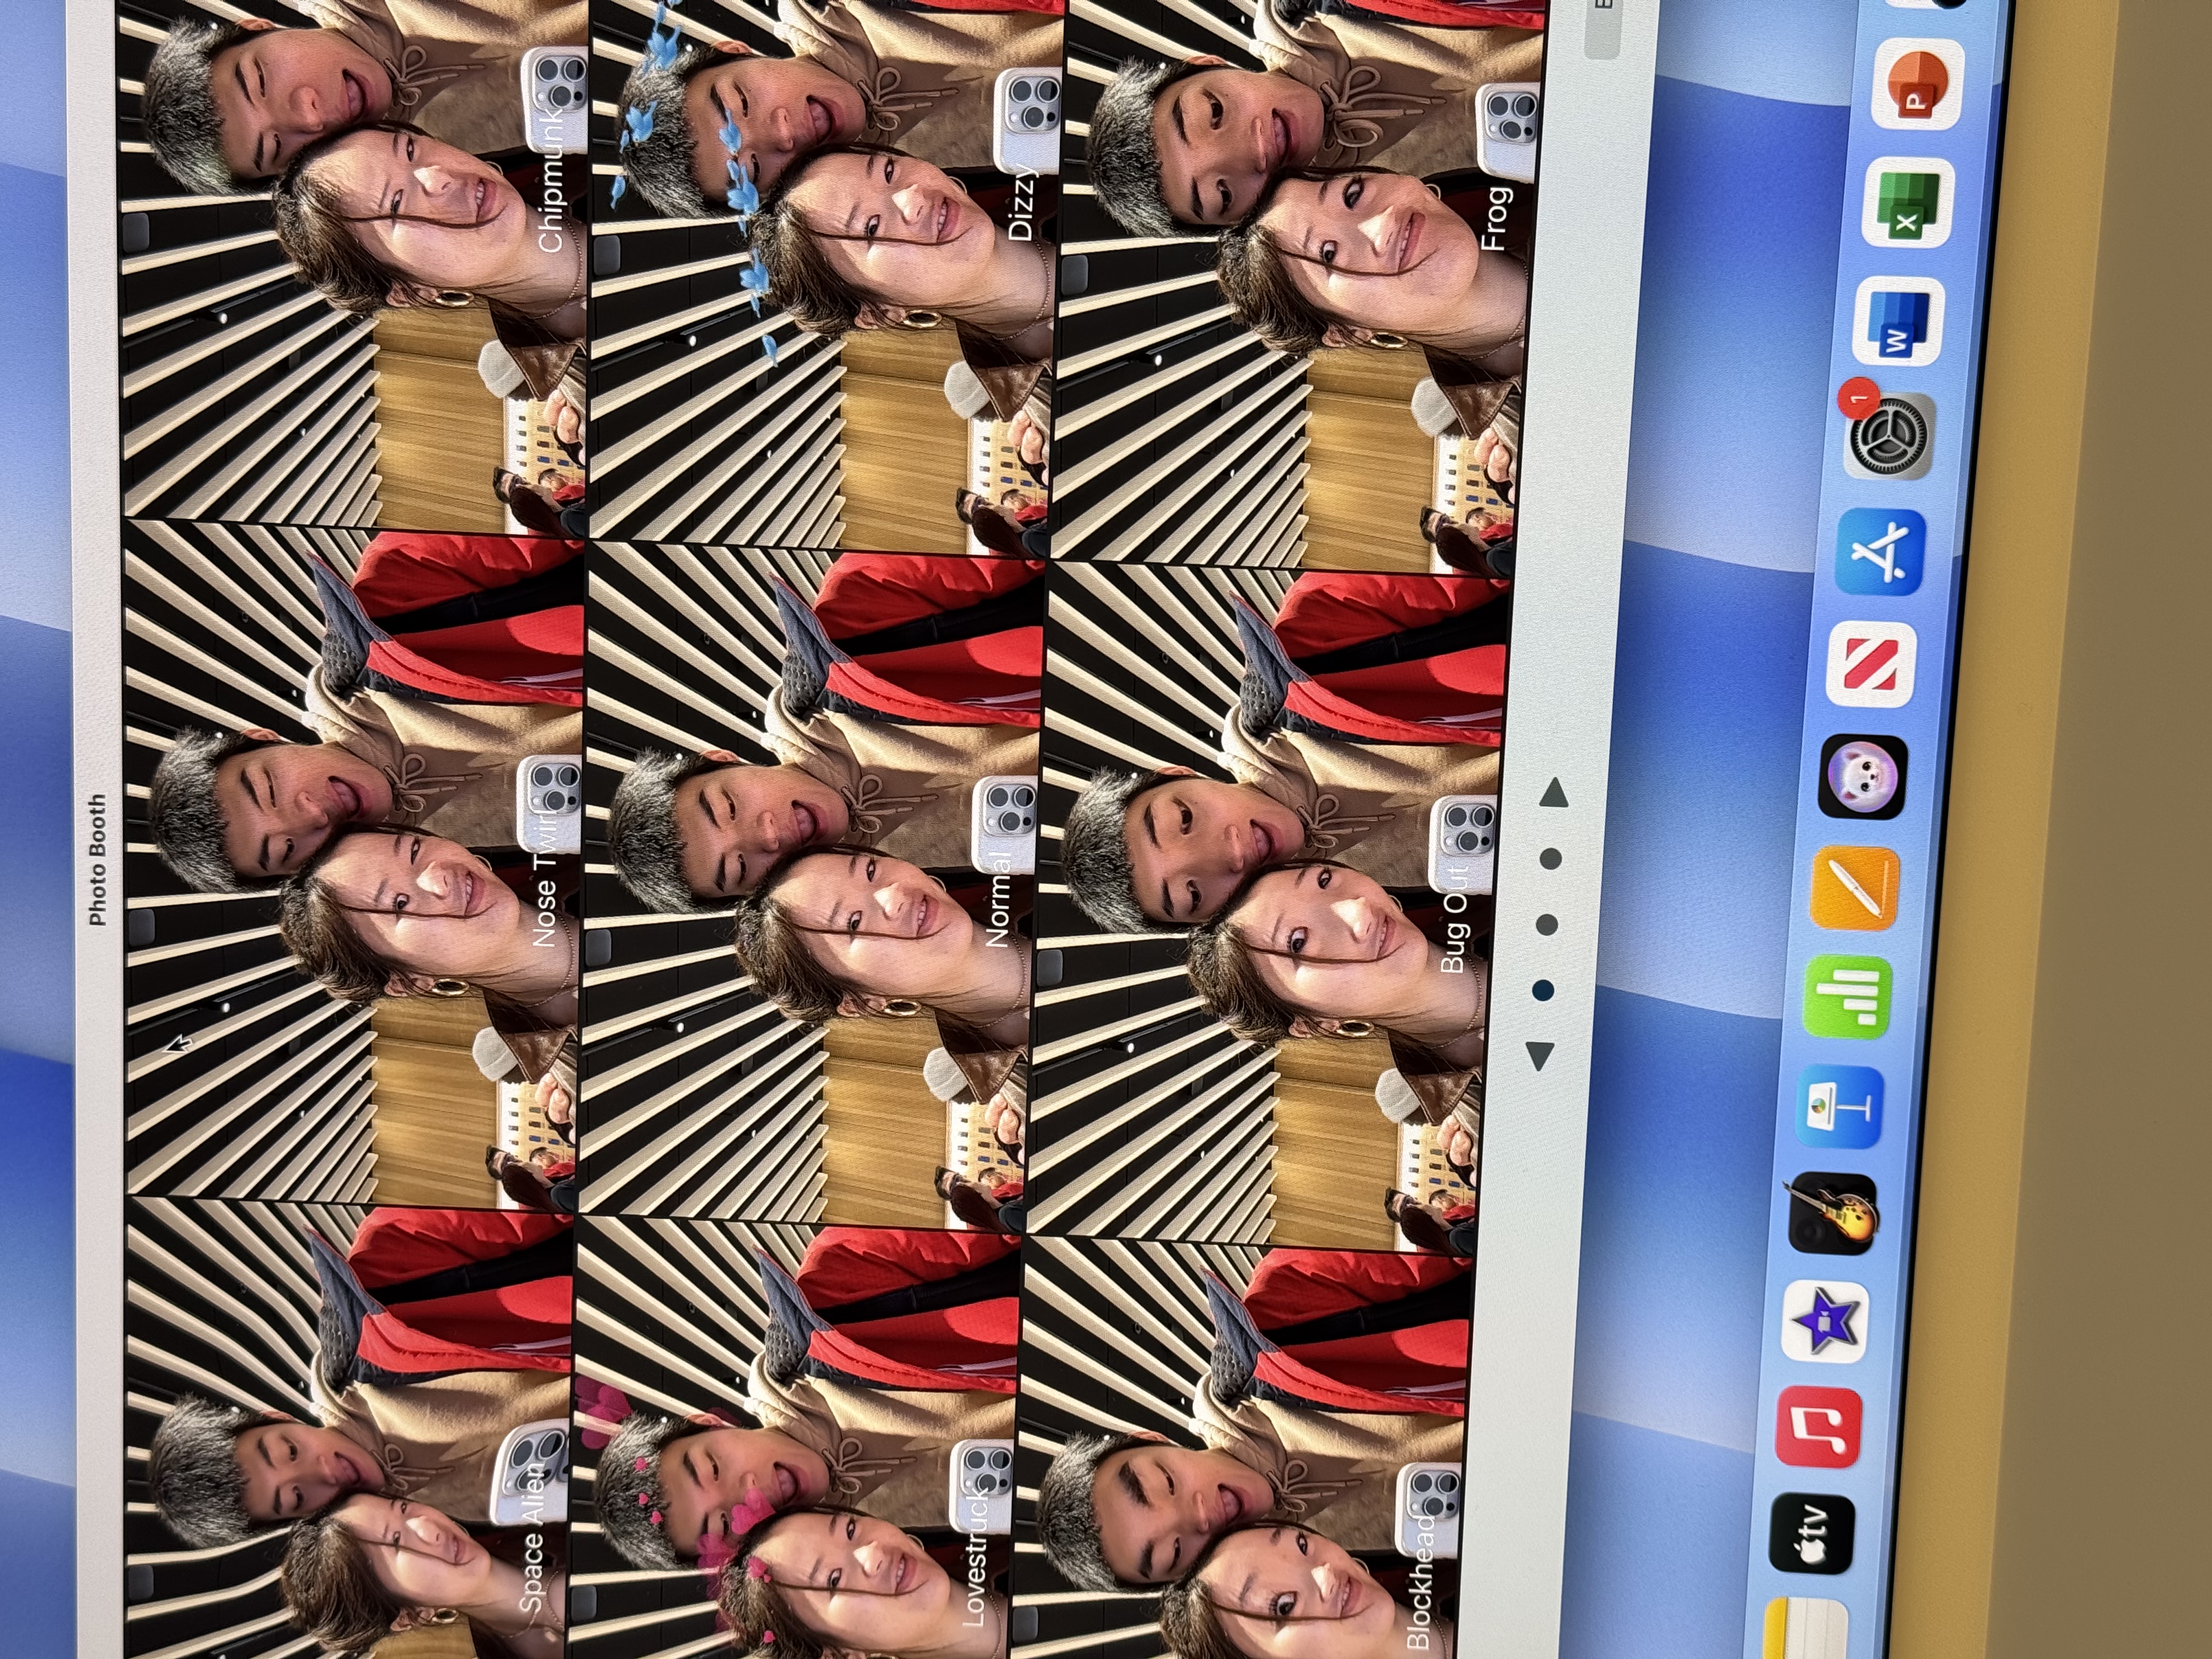 Photo Booth
Space Alien
Nose Twirl
Chipmunk
Lovestruck
Normal
Dizzy
Blockhead
Bug Out
Frog
tv
1
W
X
P